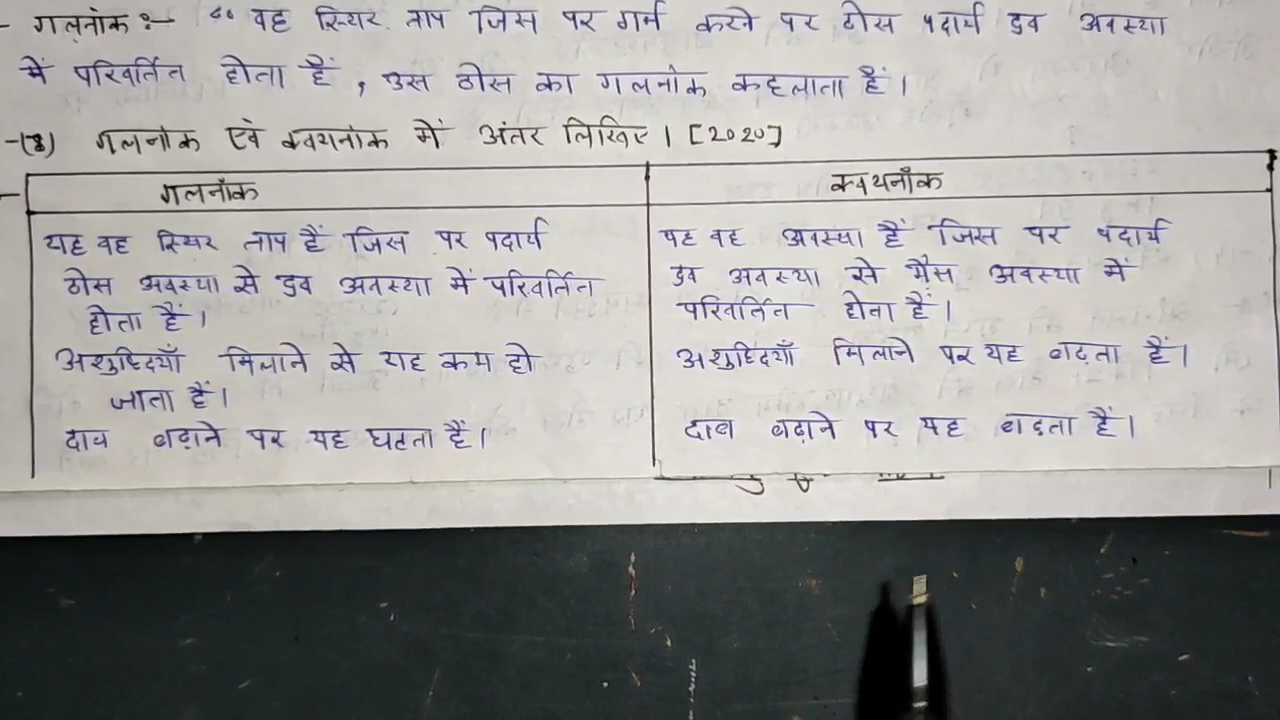 - गलनांक :- “ वह स्थिर ताप जिस पर गर्म करने पर ठोस पदार्थ द्रव अवस्था
में परिवर्तित होता हैं , उस ठोस का गलनांक कहलाता हैं।
-(8) गलनांक एवं क्वथनांक में अंतर लिखिए। [2020]
गलनाँक
क्वथनाँक
यह वह स्थिर ताप हैं जिस पर पदार्थ
ठोस अवस्था से द्रव अवस्था में परिवर्तित
होता हैं।
अशुद्धियाँ मिलाने से यह कम हो
जाता हैं।
दाब बढ़ाने पर यह घटता हैं।
यह वह अवस्था हैं जिस पर पदार्थ
द्रव अवस्था से गैस अवस्था में
परिवर्तित होता हैं।
अशुद्धियाँ मिलाने पर यह बढ़ता हैं।
दाब बढ़ाने पर यह बढ़ता हैं।